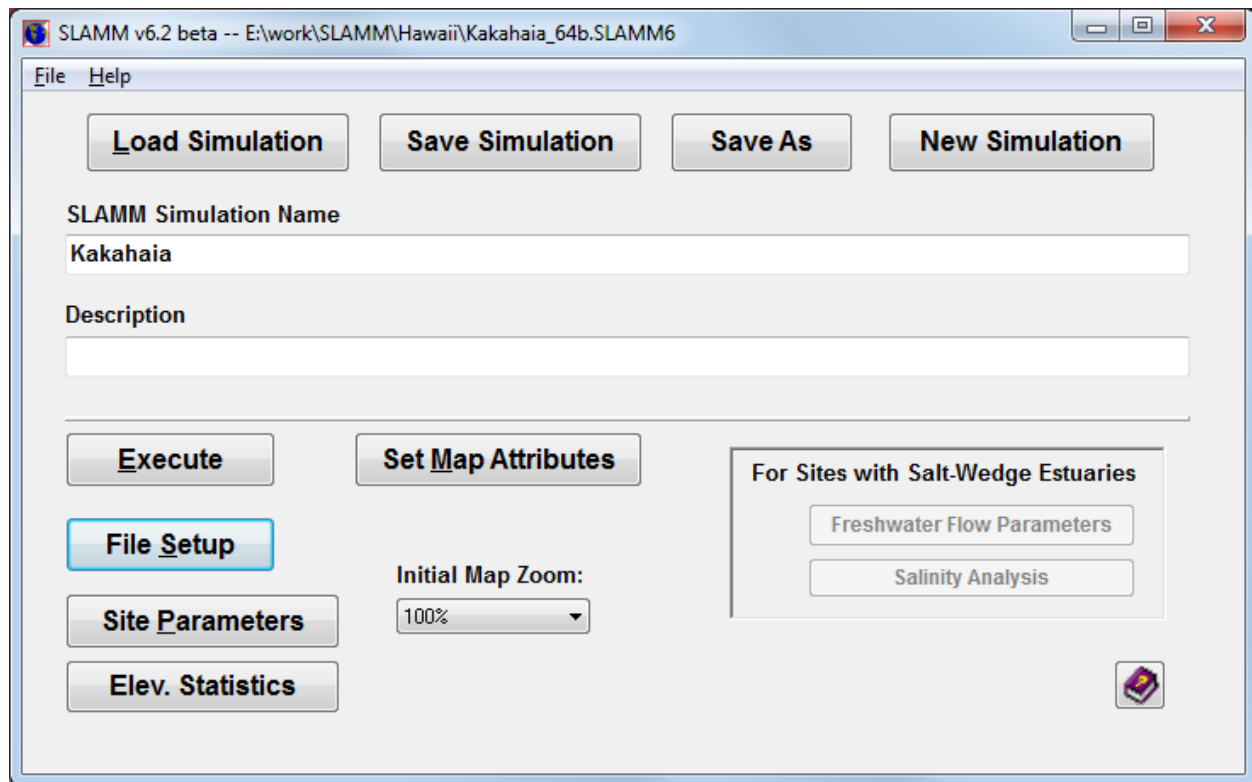 SLAMM v6.2 beta -- E:\work\SLAMM\Hawaii\Kakahaia_64b.SLAMM6
File Help
Load Simulation Save Simulation Save As New Simulation
SLAMM Simulation Name
Kakahaia
Description
Execute Set Map Attributes
For Sites with Salt-Wedge Estuaries
Freshwater Flow Parameters
File Setup
Initial Map Zoom:
Salinity Analysis
100%
Site Parameters
Elev. Statistics
?